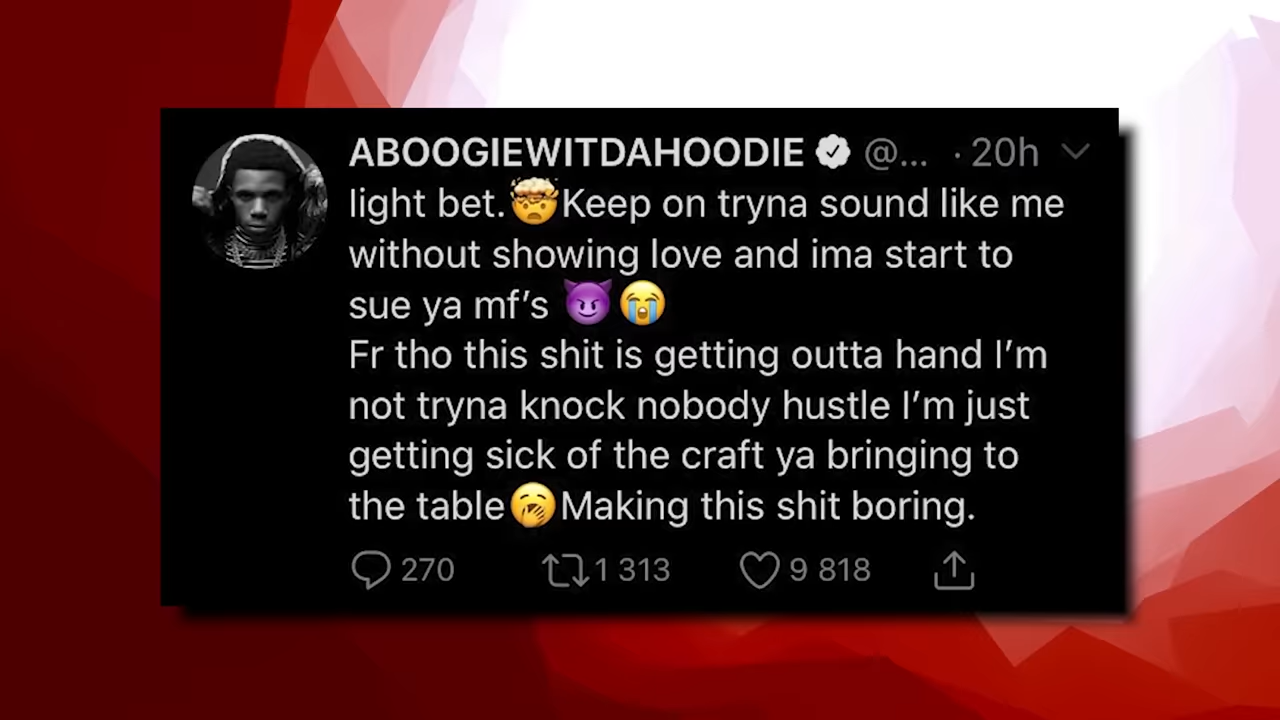 ABOOGIEWITDAHOODIE @... · 20h
light bet.🤯Keep on tryna sound like me
without showing love and ima start to
sue ya mf’s 😈😭
Fr tho this shit is getting outta hand I’m
not tryna knock nobody hustle I’m just
getting sick of the craft ya bringing to
the table🥱Making this shit boring.
270 1 313 9 818